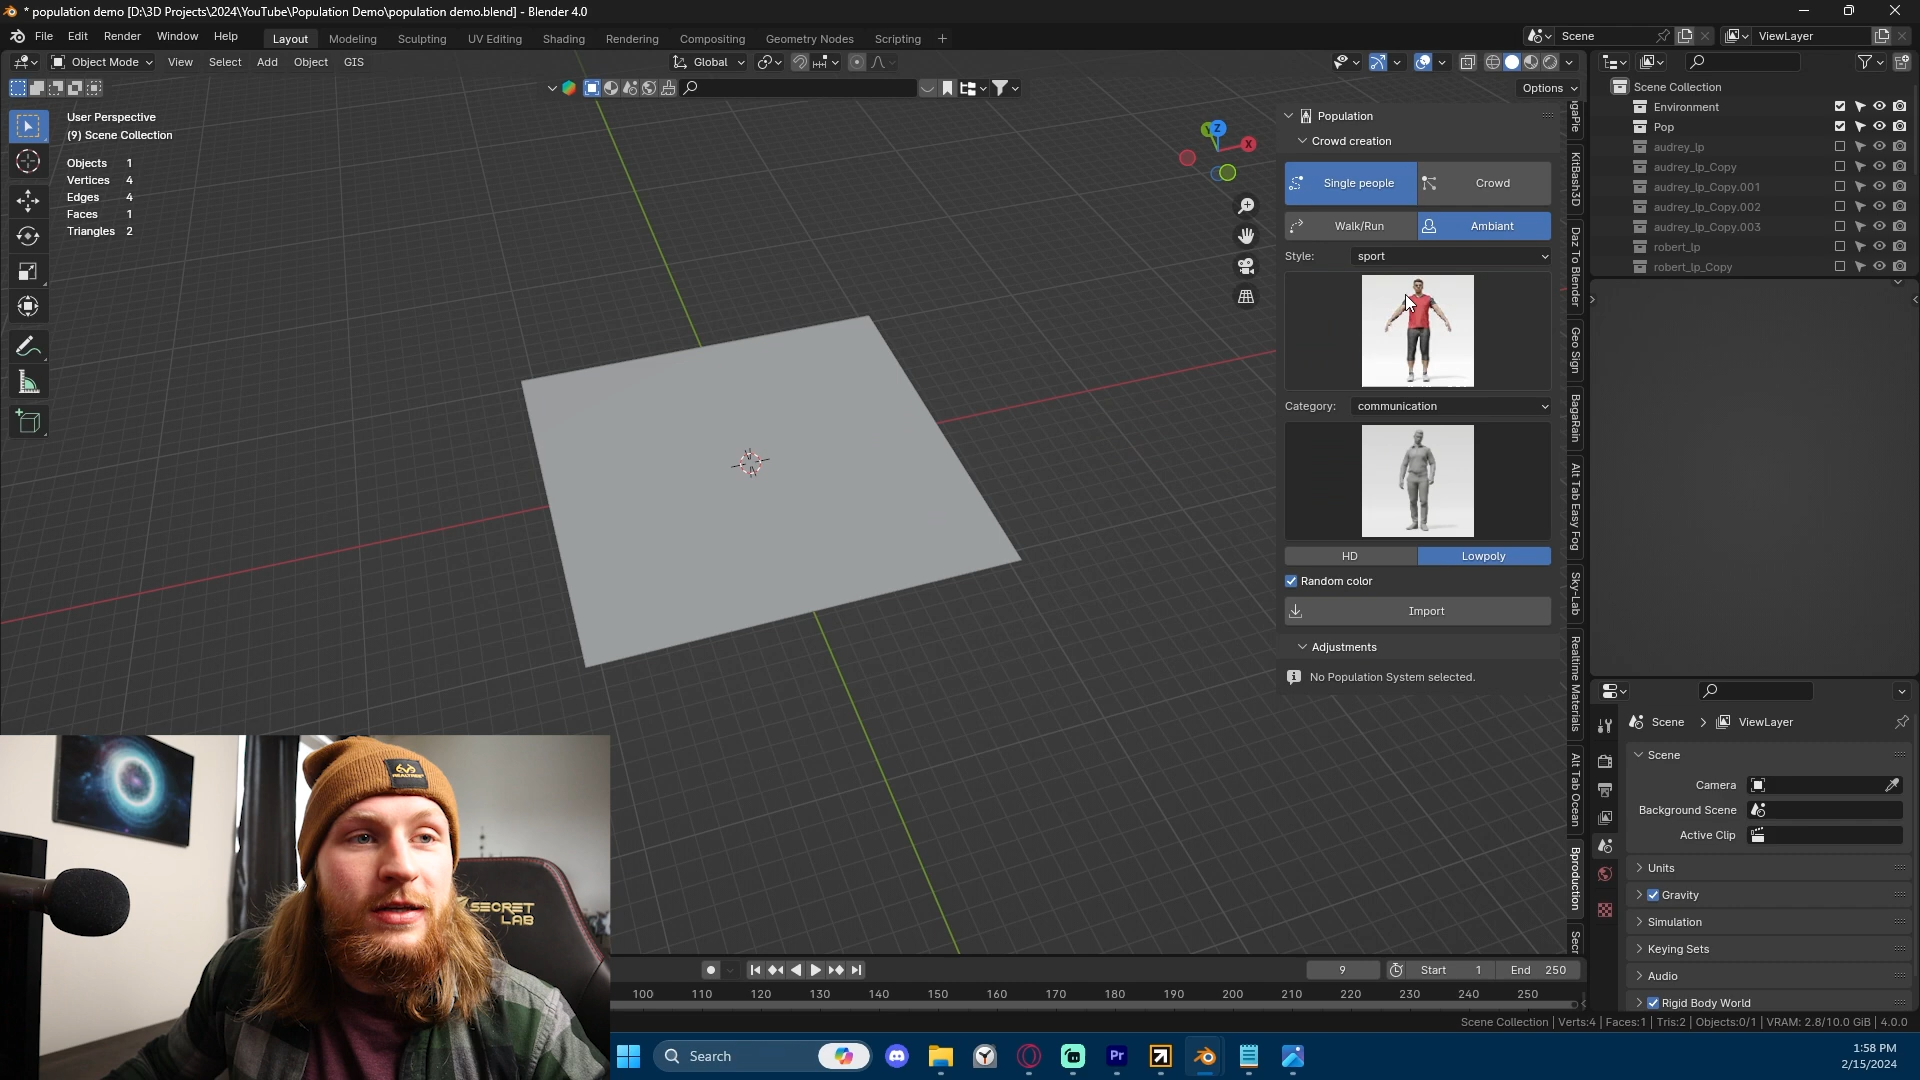 * population demo [D:\3D Projects\2024\YouTube\Population Demo\population demo.blend] - Blender 4.0
File Edit Render Window Help
Layout Modeling Sculpting UV Editing Shading Rendering Compositing Geometry Nodes Scripting
Scene
ViewLayer
Object Mode View Select Add Object GIS
Global
Options
User Perspective
(9) Scene Collection
Objects 1
Vertices 4
Edges 4
Faces 1
Triangles 2
Z
X
Y
Population
Crowd creation
Single people
Crowd
Walk/Run
Ambiant
Style: sport
Category: communication
HD
Lowpoly
Random color
Import
Adjustments
No Population System selected.
KitBash3D
Daz To Blender
Geo Sign
BagaRain
Alt Tab Easy Fog
Sky-Lab
Realtime Materials
Alt Tab Ocean
Bproduction
Scene Collection
Environment
Pop
audrey_lp
audrey_lp_Copy
audrey_lp_Copy.001
audrey_lp_Copy.002
audrey_lp_Copy.003
robert_lp
robert_lp_Copy
Scene
ViewLayer
Scene
Camera
Background Scene
Active Clip
Units
Gravity
Simulation
Keying Sets
Audio
Rigid Body World
REALTREE
SECRET
LAB
9
Start 1
End 250
100 110 120 130 140 150 160 170 180 190 200 210 220 230 240 250
Scene Collection | Verts:4 | Faces:1 | Tris:2 | Objects:0/1 | VRAM: 2.8/10.0 GiB | 4.0.0
Search
Pr
1:58 PM
2/15/2024